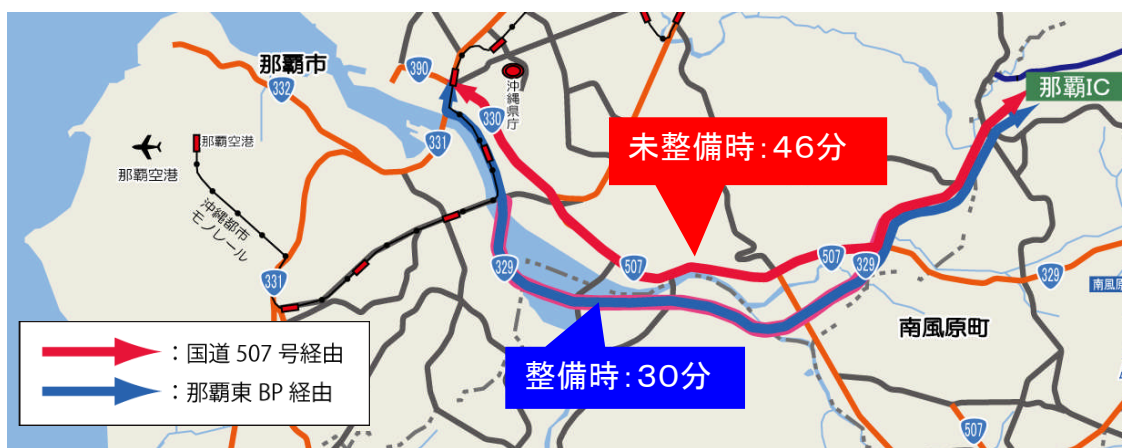 那覇市
332
390
沖縄県庁
330
331
那覇IC
那覇空港
那覇空港
沖縄都市
モノレール
未整備時：46分
331
329
507
507
329
329
南風原
南風原町
整備時：30分
：国道 507 号経由
：那覇東 BP 経由
507